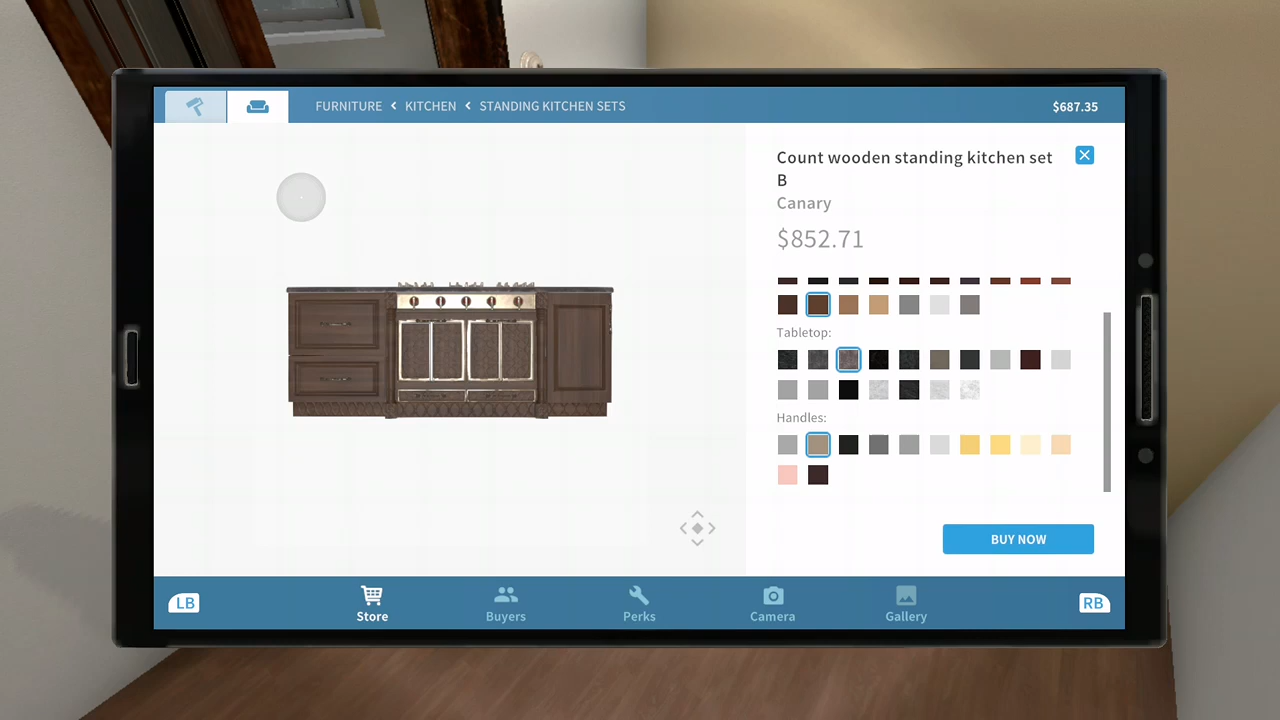 FURNITURE < KITCHEN < STANDING KITCHEN SETS
$687.35
Count wooden standing kitchen set
B
Canary
$852.71
Tabletop:
Handles:
BUY NOW
LB
Store
Buyers
Perks
Camera
Gallery
RB